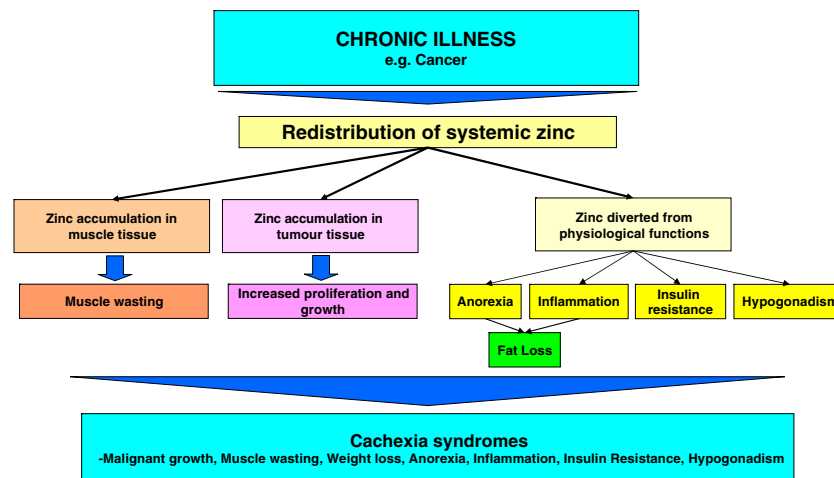 CHRONIC ILLNESS
e.g. Cancer
Redistribution of systemic zinc
Zinc accumulation in
muscle tissue
Zinc accumulation in
tumour tissue
Zinc diverted from
physiological functions
Muscle wasting
Increased proliferation and
growth
Anorexia
Inflammation
Insulin
resistance
Hypogonadism
Fat Loss
Cachexia syndromes
-Malignant growth, Muscle wasting, Weight loss, Anorexia, Inflammation, Insulin Resistance, Hypogonadism